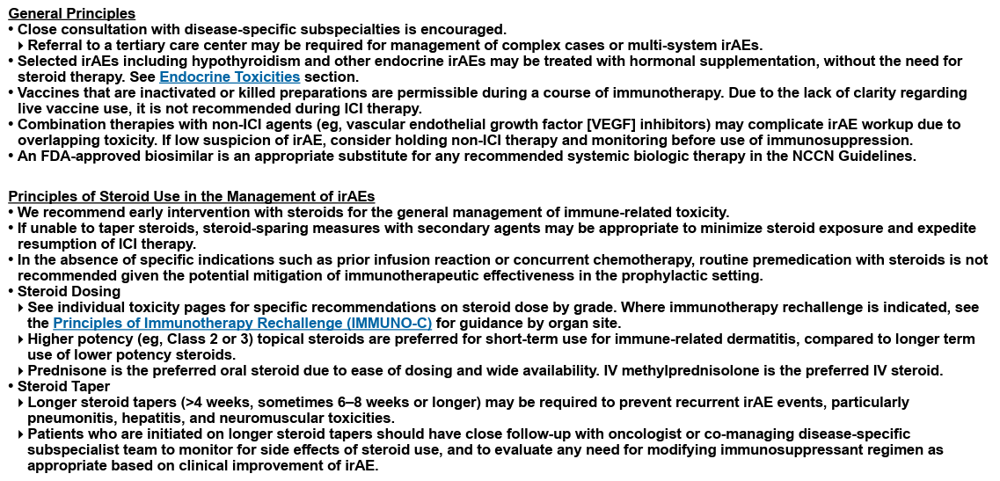 General Principles
• Close consultation with disease-specific subspecialties is encouraged.
▸ Referral to a tertiary care center may be required for management of complex cases or multi-system irAEs.
• Selected irAEs including hypothyroidism and other endocrine irAEs may be treated with hormonal supplementation, without the need for
steroid therapy. See Endocrine Toxicities section.
• Vaccines that are inactivated or killed preparations are permissible during a course of immunotherapy. Due to the lack of clarity regarding
live vaccine use, it is not recommended during ICI therapy.
• Combination therapies with non-ICI agents (eg, vascular endothelial growth factor [VEGF] inhibitors) may complicate irAE workup due to
overlapping toxicity. If low suspicion of irAE, consider holding non-ICI therapy and monitoring before use of immunosuppression.
• An FDA-approved biosimilar is an appropriate substitute for any recommended systemic biologic therapy in the NCCN Guidelines.
Principles of Steroid Use in the Management of irAEs
• We recommend early intervention with steroids for the general management of immune-related toxicity.
• If unable to taper steroids, steroid-sparing measures with secondary agents may be appropriate to minimize steroid exposure and expedite
resumption of ICI therapy.
• In the absence of specific indications such as prior infusion reaction or concurrent chemotherapy, routine premedication with steroids is not
recommended given the potential mitigation of immunotherapeutic effectiveness in the prophylactic setting.
• Steroid Dosing
▸ See individual toxicity pages for specific recommendations on steroid dose by grade. Where immunotherapy rechallenge is indicated, see
the Principles of Immunotherapy Rechallenge (IMMUNO-C) for guidance by organ site.
▸ Higher potency (eg, Class 2 or 3) topical steroids are preferred for short-term use for immune-related dermatitis, compared to longer term
use of lower potency steroids.
▸ Prednisone is the preferred oral steroid due to ease of dosing and wide availability. IV methylprednisolone is the preferred IV steroid.
• Steroid Taper
▸ Longer steroid tapers (>4 weeks, sometimes 6–8 weeks or longer) may be required to prevent recurrent irAE events, particularly
pneumonitis, hepatitis, and neuromuscular toxicities.
▸ Patients who are initiated on longer steroid tapers should have close follow-up with oncologist or co-managing disease-specific
subspecialist team to monitor for side effects of steroid use, and to evaluate any need for modifying immunosuppressant regimen as
appropriate based on clinical improvement of irAE.